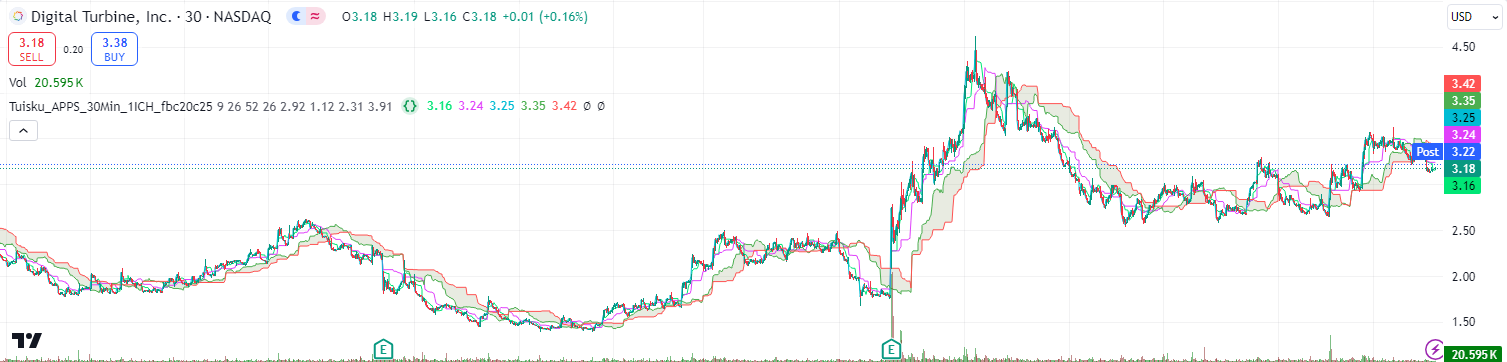 Digital Turbine, Inc. · 30 · NASDAQ O3.18 H3.19 L3.16 C3.18 +0.01 (+0.16%) USD
3.18 SELL 0.20 3.38 BUY
Vol 20.595 K
Tuisku_APPS_30Min_1ICH_fbc20c25 9 26 52 26 2.92 1.12 2.31 3.91 {} 3.16 3.24 3.25 3.35 3.42 Ø Ø
4.50
3.42
3.35
3.25
3.24
Post 3.22
3.18
3.16
2.50
2.00
1.50
E E
20.595 K